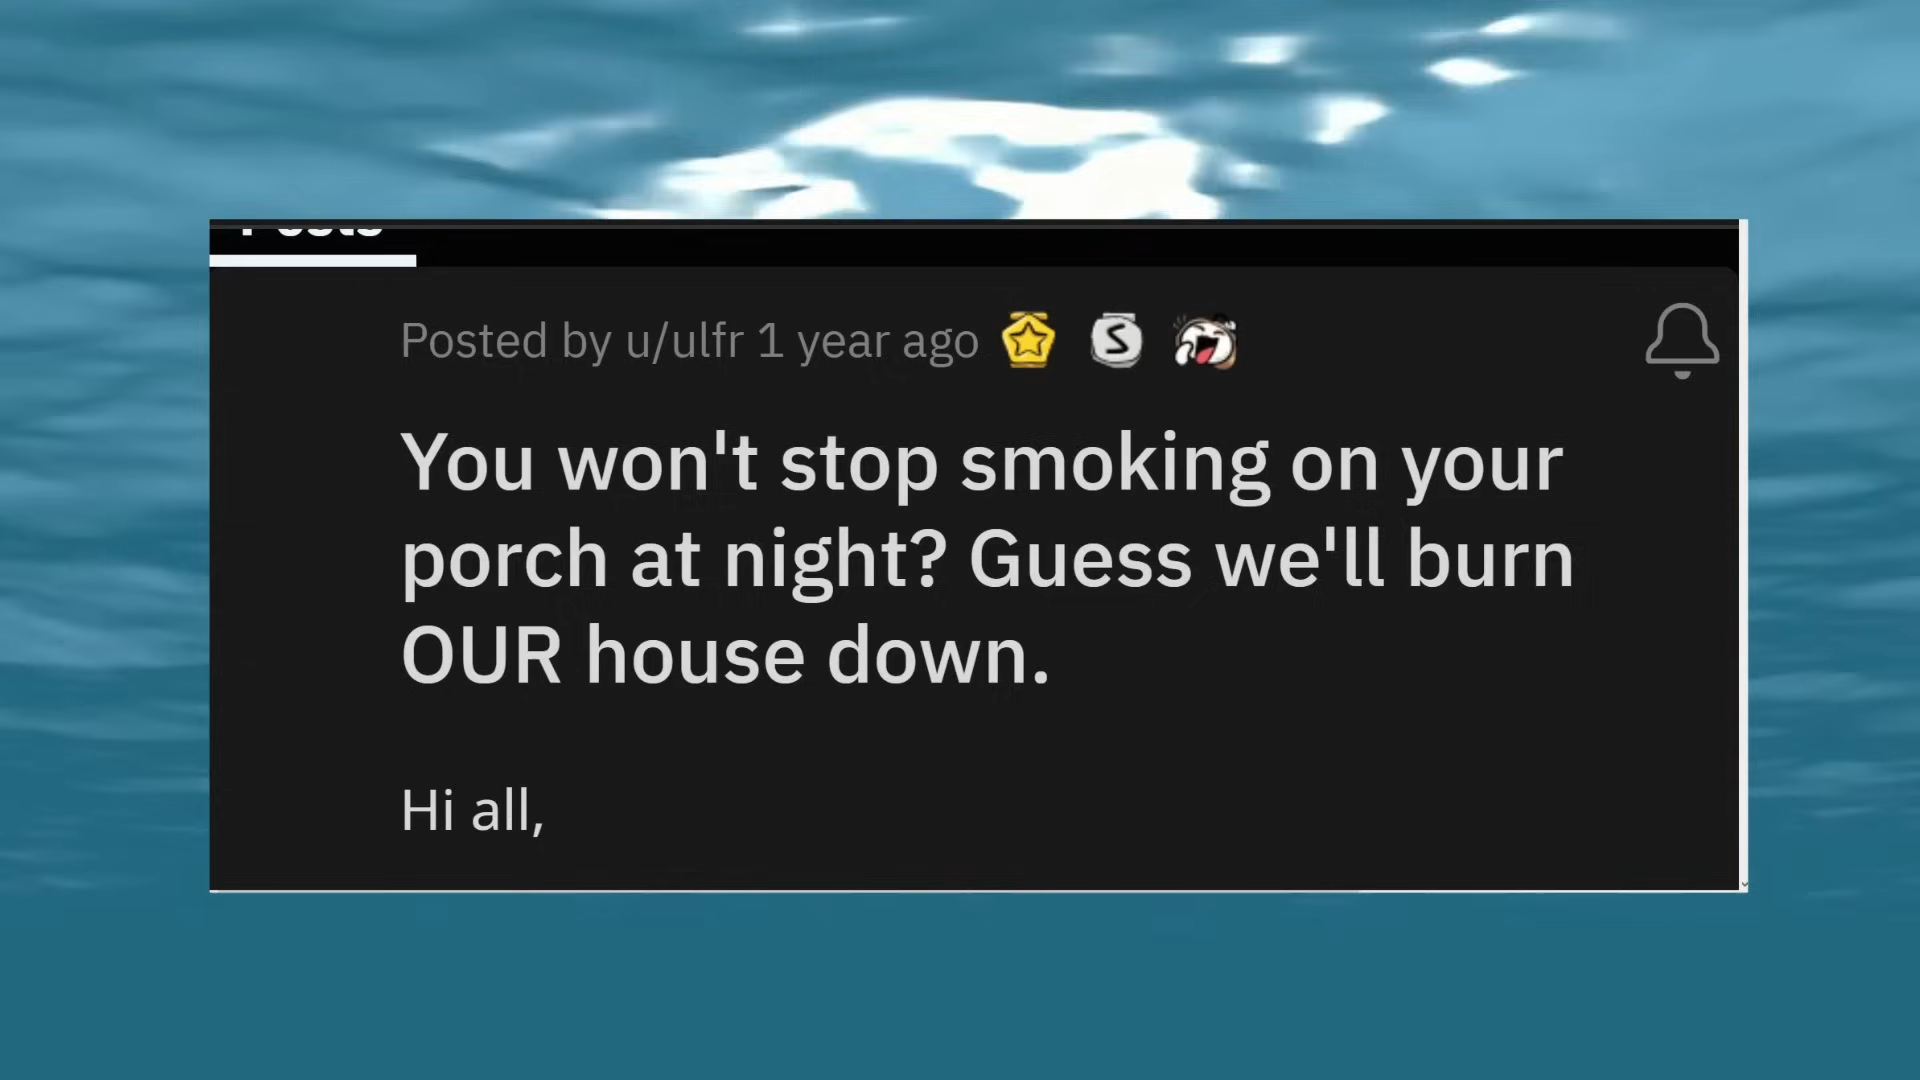 Posts
Posted by u/ulfr 1 year ago
You won't stop smoking on your
porch at night? Guess we'll burn
OUR house down.
Hi all,